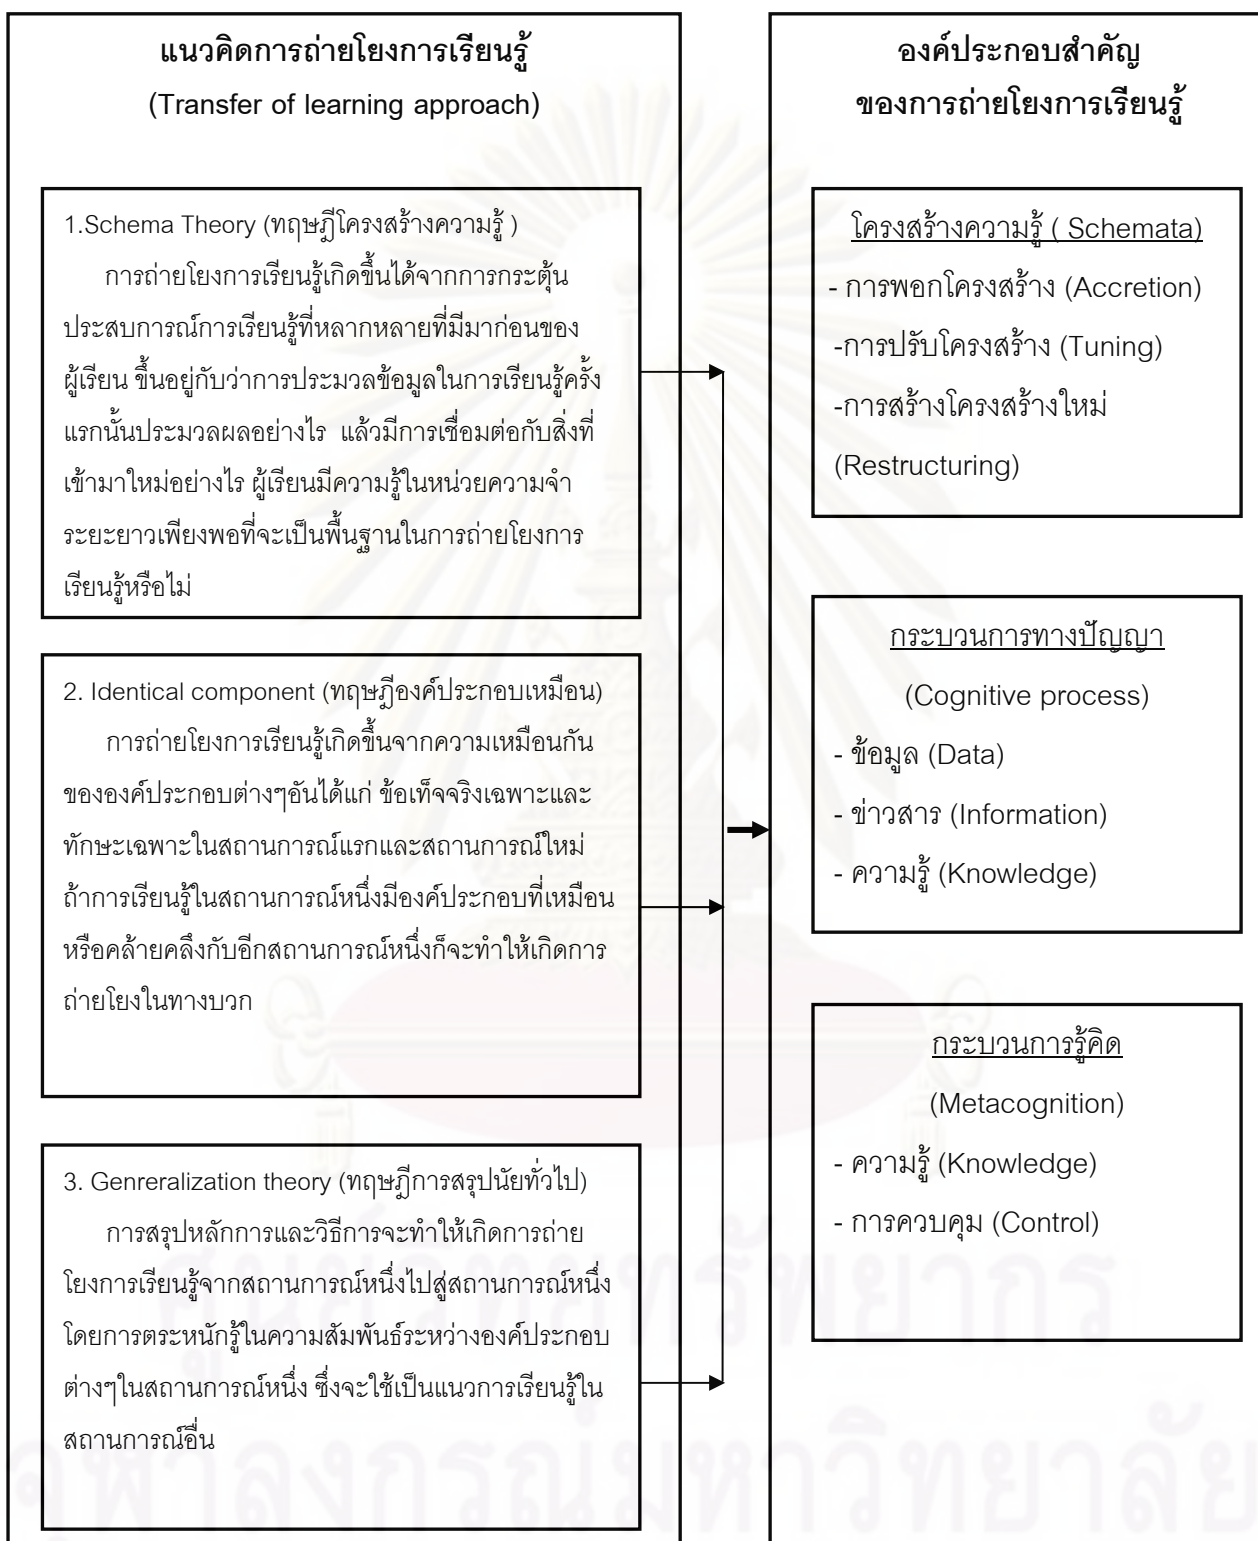 แนวคิดการถ่ายโยงการเรียนรู้
(Transfer of learning approach)
1.Schema Theory (ทฤษฎีโครงสร้างความรู้ )
การถ่ายโยงการเรียนรู้เกิดขึ้นได้จากการกระตุ้น
ประสบการณ์การเรียนรู้ที่หลากหลายที่มีมาก่อนของ
ผู้เรียน ขึ้นอยู่กับว่าการประมวลข้อมูลในการเรียนรู้ครั้ง
แรกนั้นประมวลผลอย่างไร แล้วมีการเชื่อมต่อกับสิ่งที่
เข้ามาใหม่อย่างไร ผู้เรียนมีความรู้ในหน่วยความจำ
ระยะยาวเพียงพอที่จะเป็นพื้นฐานในการถ่ายโยงการ
เรียนรู้หรือไม่
2. Identical component (ทฤษฎีองค์ประกอบเหมือน)
การถ่ายโยงการเรียนรู้เกิดขึ้นจากความเหมือนกัน
ขององค์ประกอบต่างๆอันได้แก่ ข้อเท็จจริงเฉพาะและ
ทักษะเฉพาะในสถานการณ์แรกและสถานการณ์ใหม่
ถ้าการเรียนรู้ในสถานการณ์หนึ่งมีองค์ประกอบที่เหมือน
หรือคล้ายคลึงกับอีกสถานการณ์หนึ่งก็จะทำให้เกิดการ
ถ่ายโยงในทางบวก
3. Genreralization theory (ทฤษฎีการสรุปนัยทั่วไป)
การสรุปหลักการและวิธีการจะทำให้เกิดการถ่าย
โยงการเรียนรู้จากสถานการณ์หนึ่งไปสู่สถานการณ์หนึ่ง
โดยการตระหนักรู้ในความสัมพันธ์ระหว่างองค์ประกอบ
ต่างๆในสถานการณ์หนึ่ง ซึ่งจะใช้เป็นแนวการเรียนรู้ใน
สถานการณ์อื่น
องค์ประกอบสำคัญ
ของการถ่ายโยงการเรียนรู้
โครงสร้างความรู้ ( Schemata)
- การพอกโครงสร้าง (Accretion)
-การปรับโครงสร้าง (Tuning)
-การสร้างโครงสร้างใหม่
(Restructuring)
กระบวนการทางปัญญา
(Cognitive process)
- ข้อมูล (Data)
- ข่าวสาร (Information)
- ความรู้ (Knowledge)
กระบวนการรู้คิด
(Metacognition)
- ความรู้ (Knowledge)
- การควบคุม (Control)
ศูนย์วิทยทรัพยากร
จุฬาลงกรณ์มหาวิทยาลัย